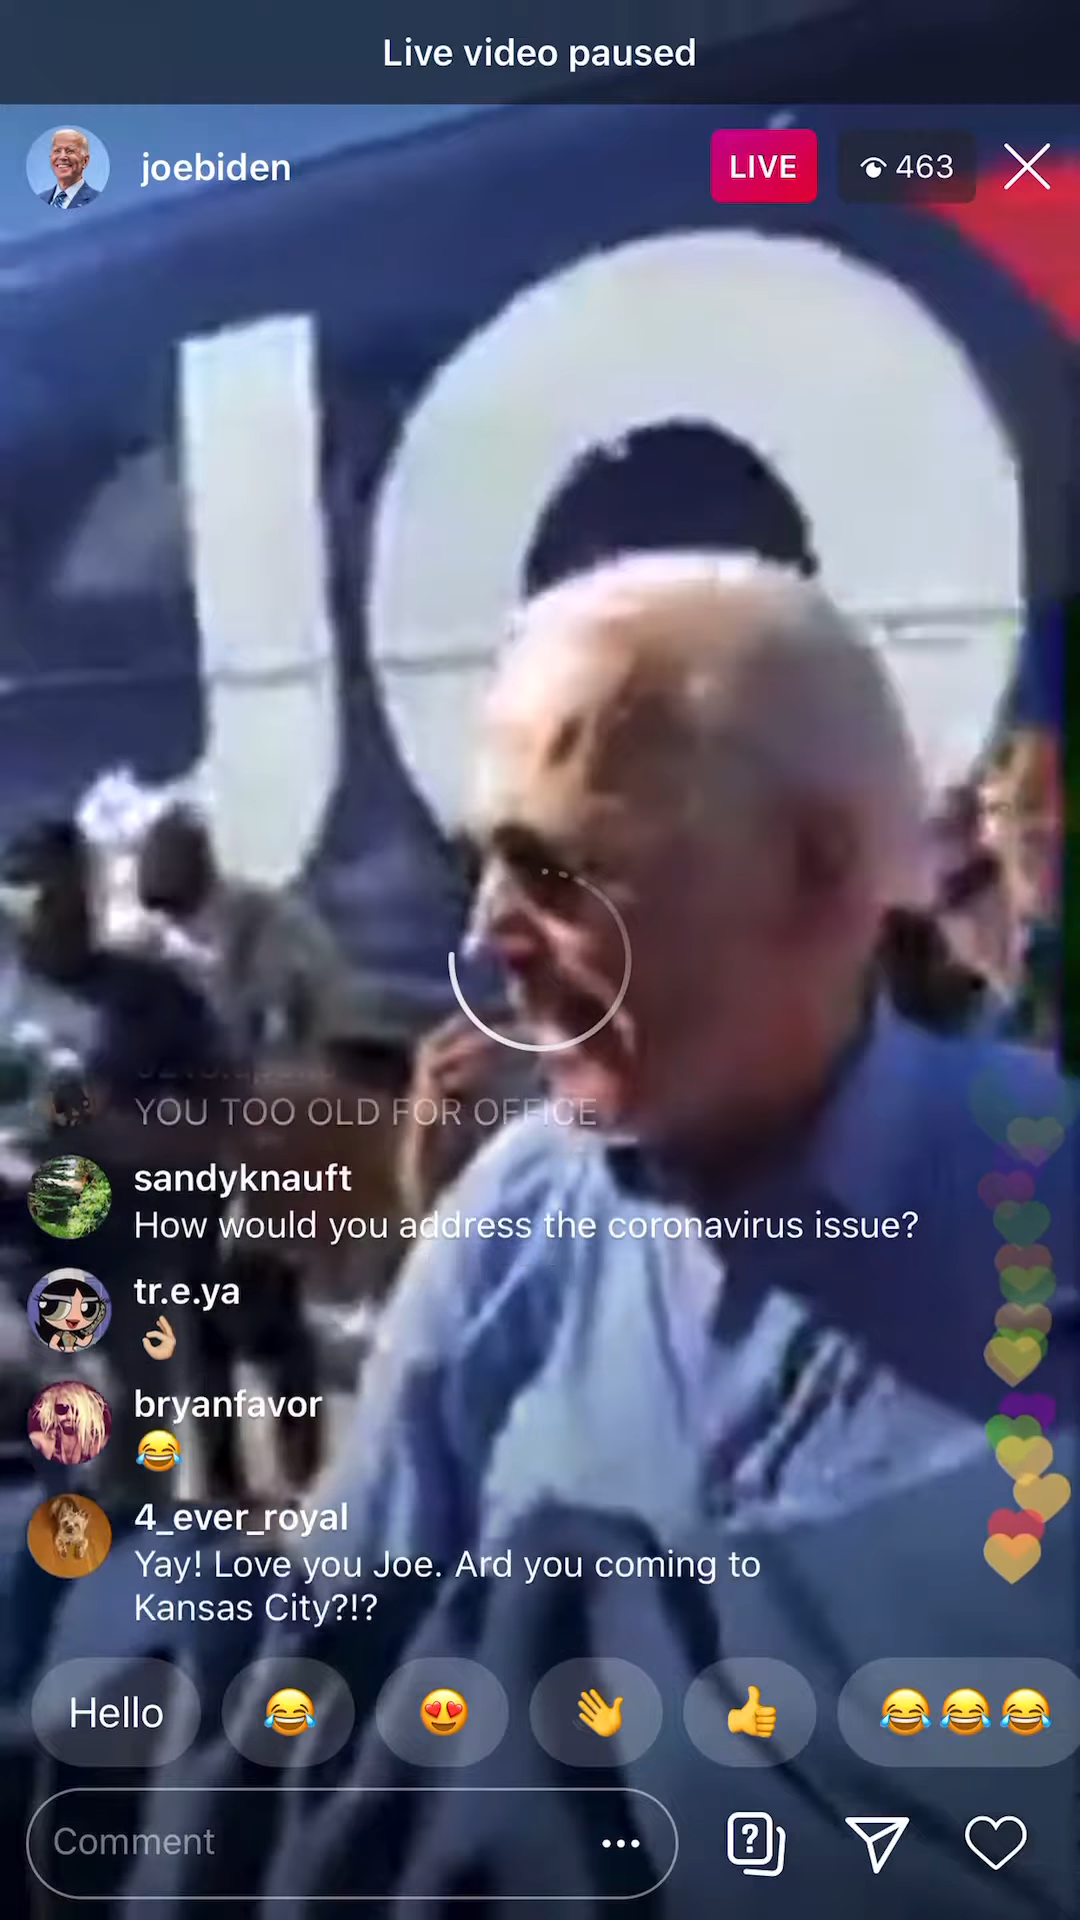 Live video paused
joebiden
LIVE
463
JO
YOU TOO OLD FOR OFFICE
sandyknauft
How would you address the coronavirus issue?
tr.e.ya
👌🏼
bryanfavor
😂
4_ever_royal
Yay! Love you Joe. Ard you coming to
Kansas City?!?
Hello 😂 😍 👋 👍 😂😂😂
Comment ...